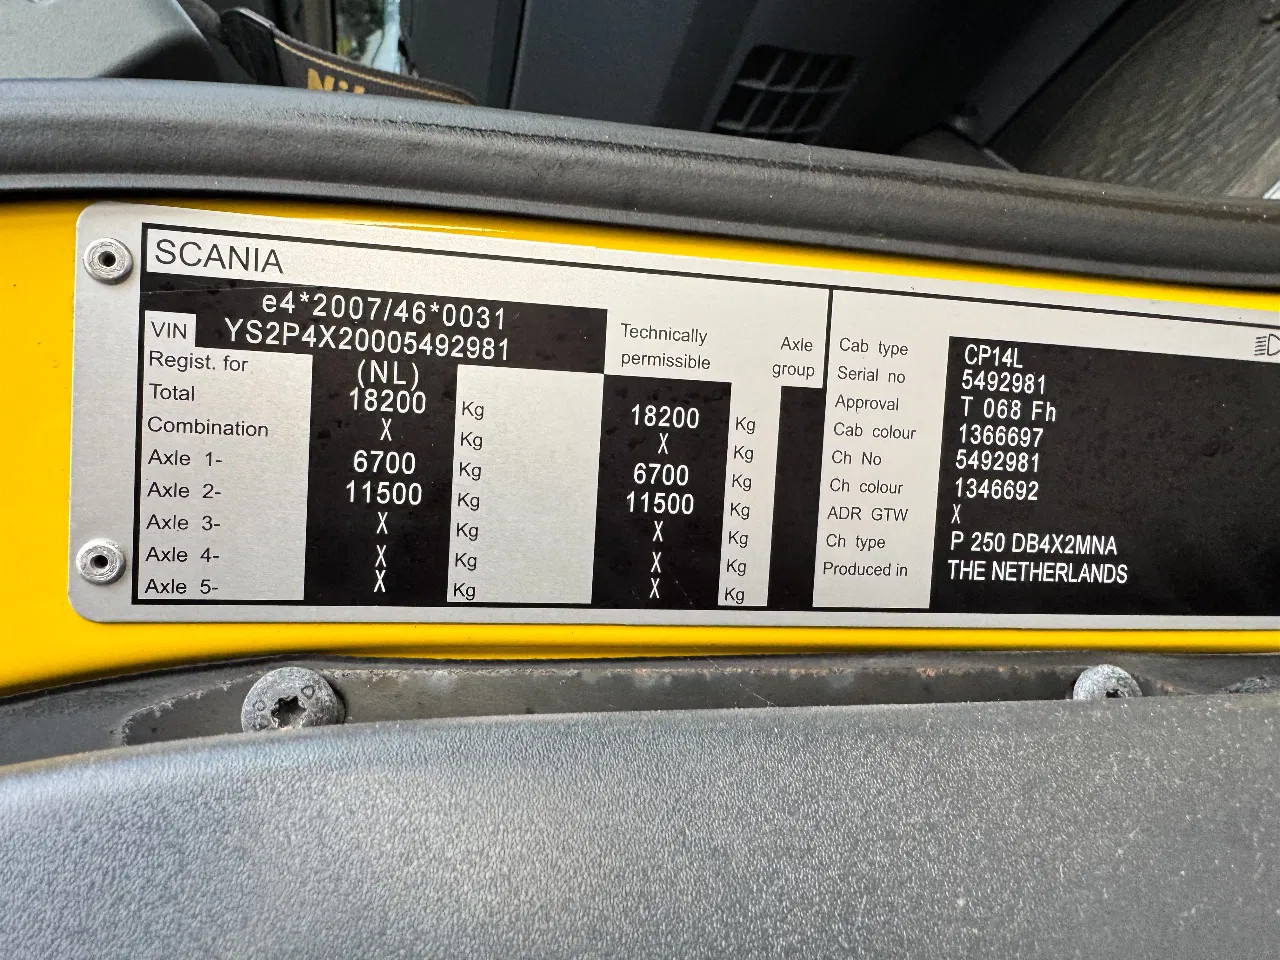 SCANIA
e4*2007/46*0031
VIN YS2P4X20005492981
Technically permissible
Axle group
Regist. for (NL)
Total 18200 Kg 18200 Kg
Combination X Kg X Kg
Axle 1- 6700 Kg 6700 Kg
Axle 2- 11500 Kg 11500 Kg
Axle 3- X Kg X Kg
Axle 4- X Kg X Kg
Axle 5- X Kg X Kg
Cab type CP14L
Serial no 5492981
Approval T 068 Fh
Cab colour 1366697
Ch No 5492981
Ch colour 1346692
ADR GTW X
Ch type P 250 DB4X2MNA
Produced in THE NETHERLANDS